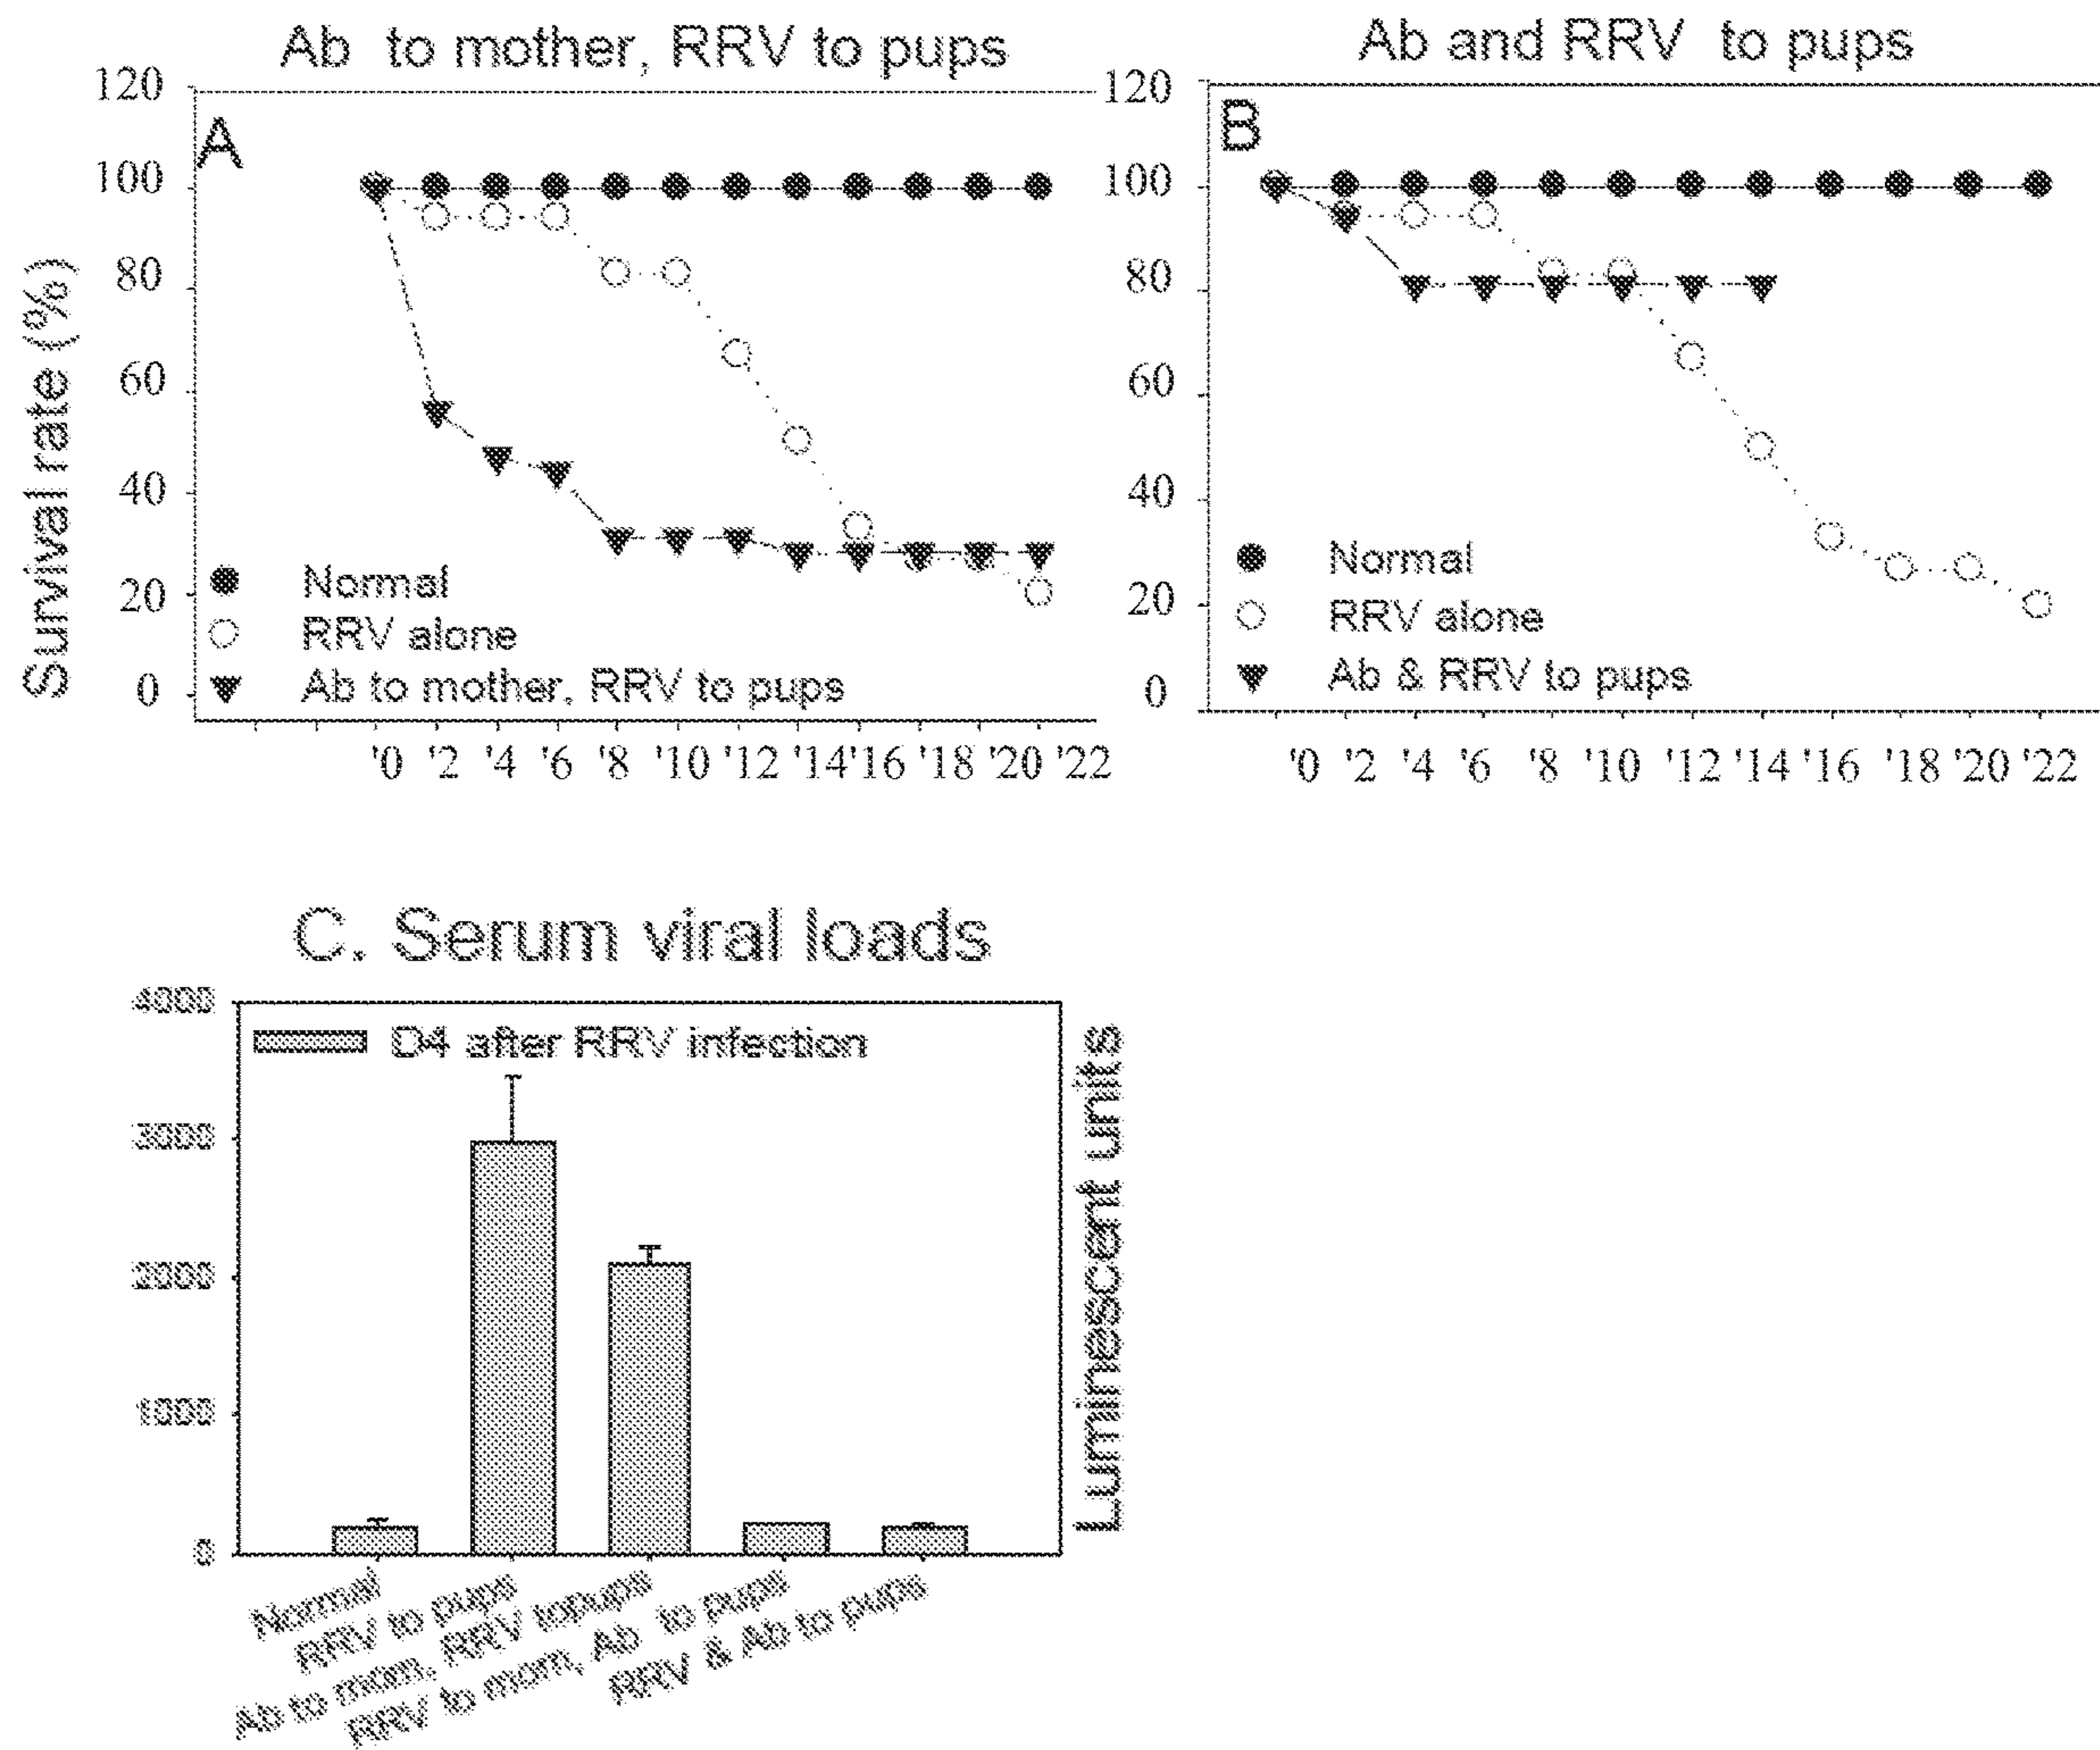 Ab to mother, RRV to pups
Ab and RRV to pups
Survival rate (%)
120
100
80
60
40
20
0
A
Normal
RRV alone
Ab to mother, RRV to pups
'0 '2 '4 '6 '8 '10 '12 '14 '16 '18 '20 '22
120
100
80
60
40
20
0
B
Normal
RRV alone
Ab & RRV to pups
'0 '2 '4 '6 '8 '10 '12 '14 '16 '18 '20 '22
C. Serum viral loads
4000
3000
2000
1000
0
D4 after RRV infection
Luminescent units
Normal
RRV to pups
Ab to mom, RRV topups
RRV to mom, Ab to pups
RRV & Ab to pups